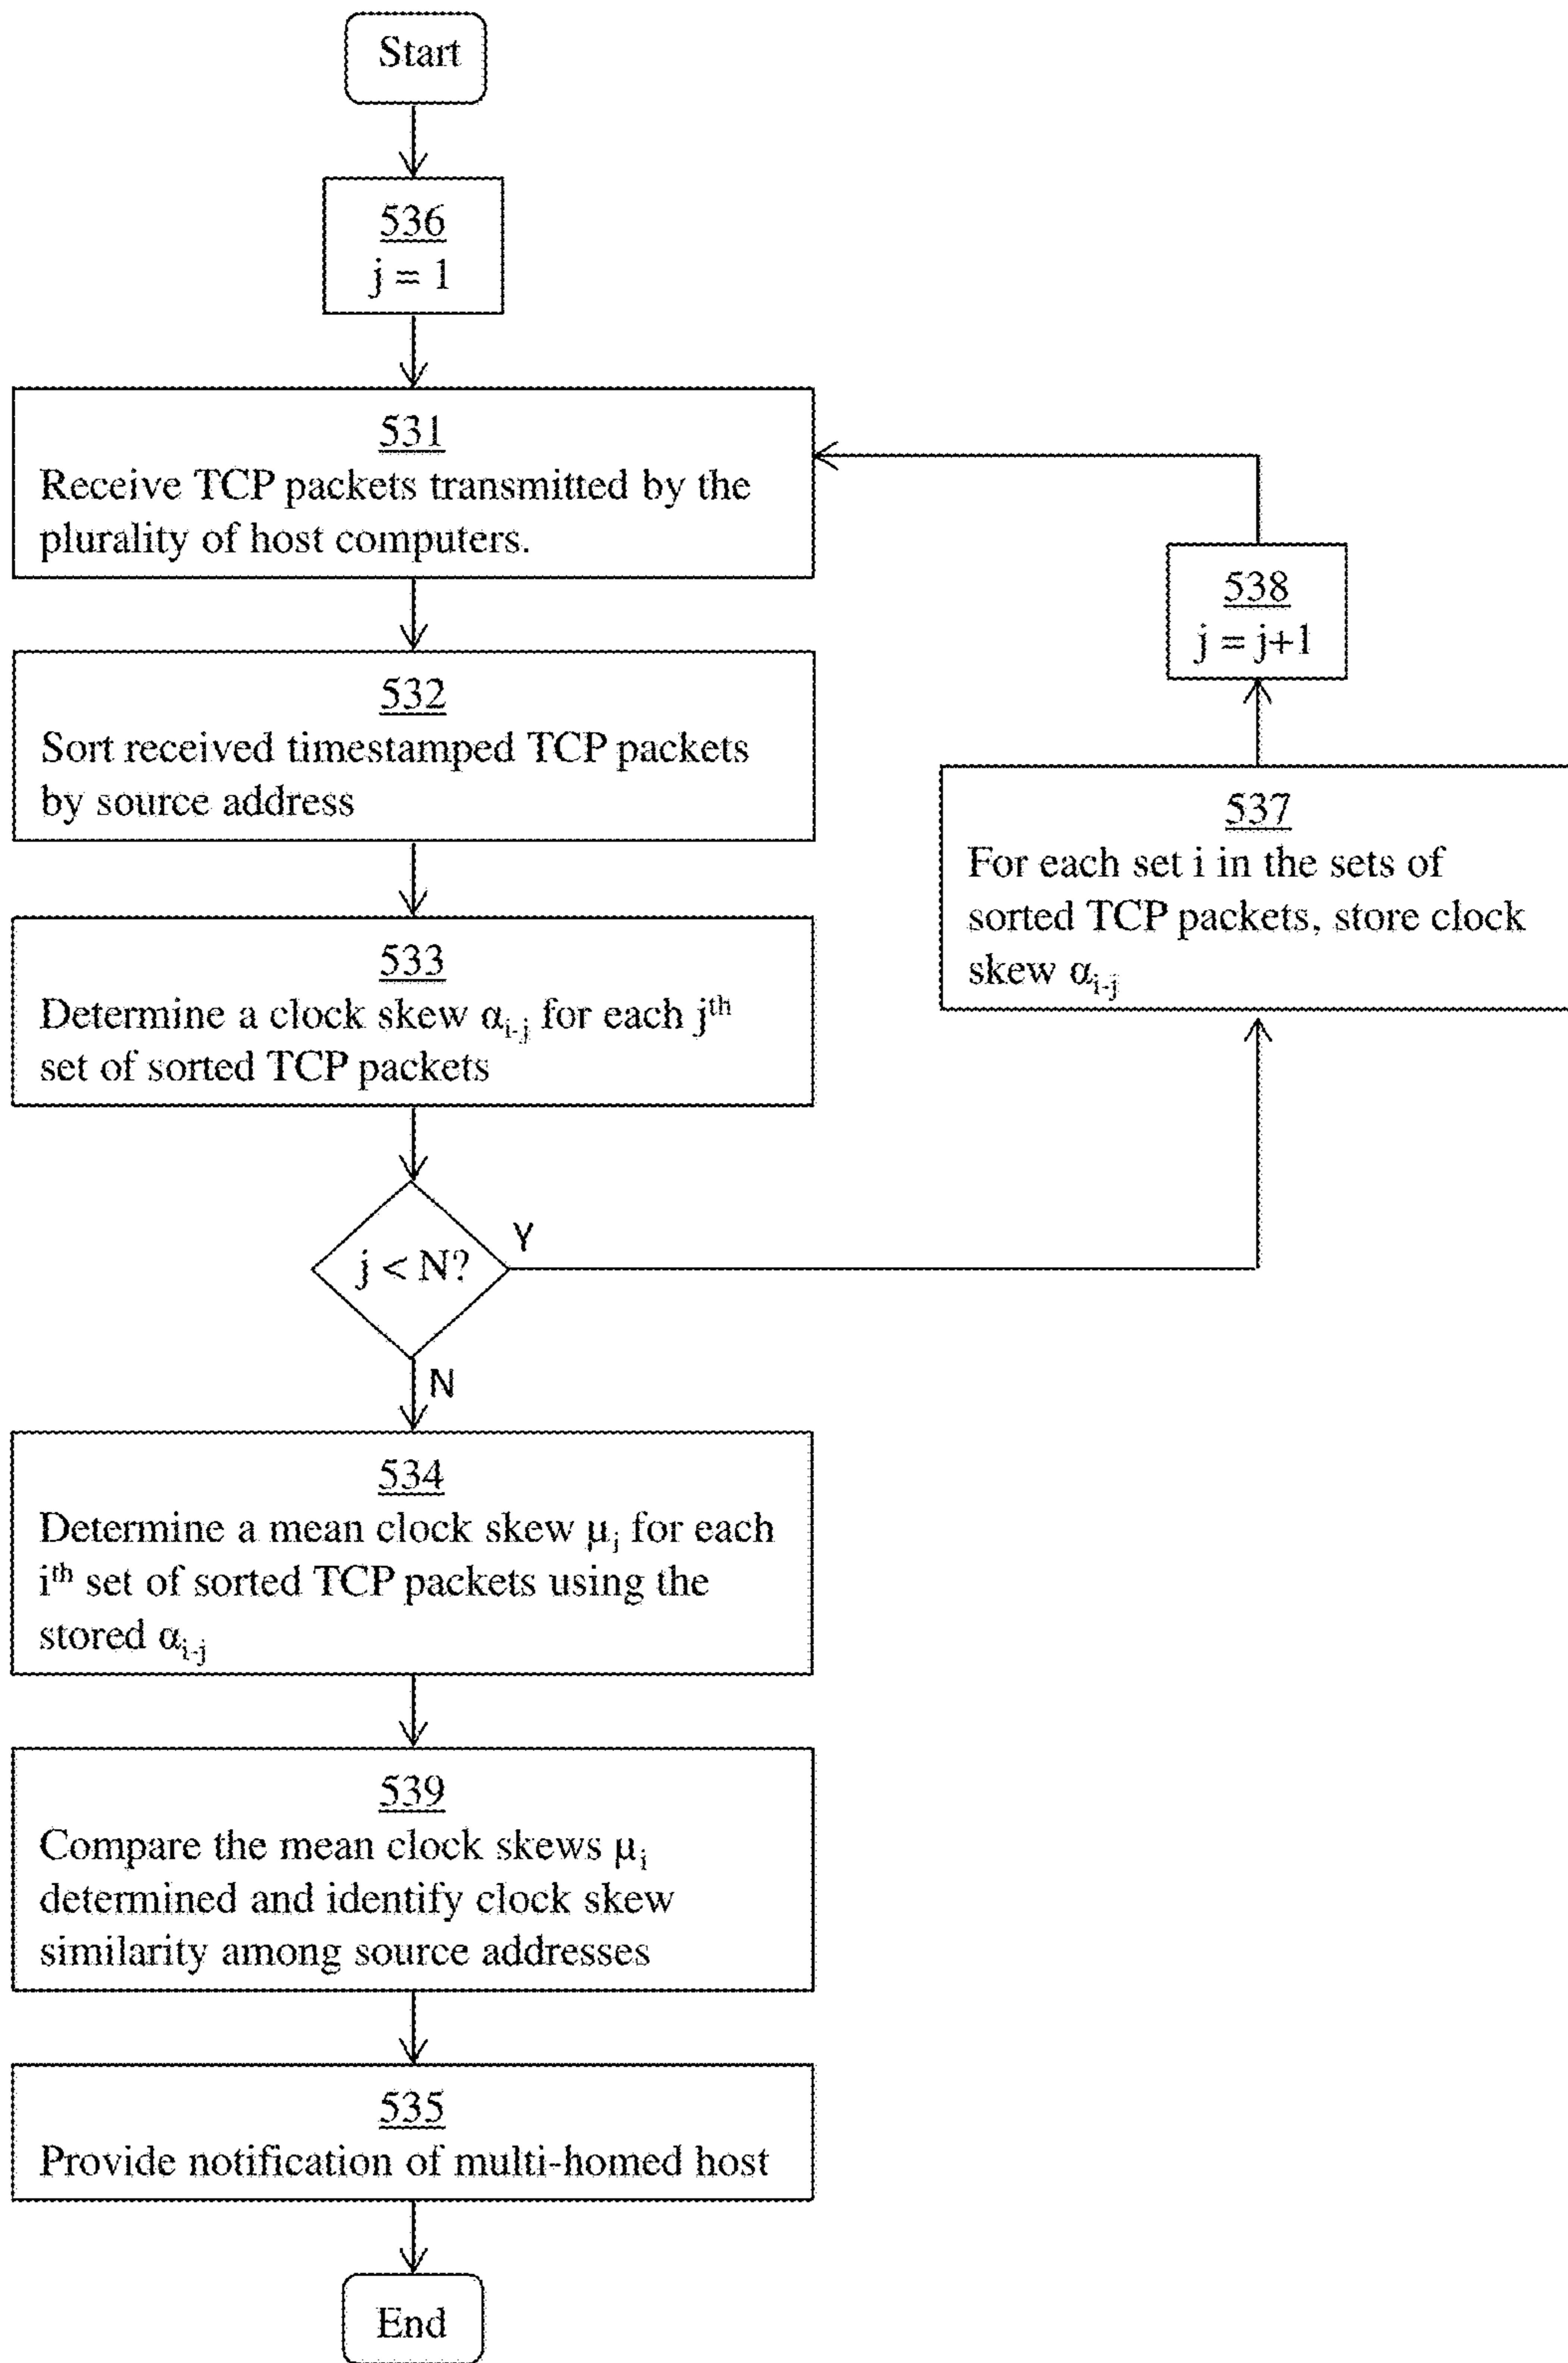 Start
536
j = 1
531
Receive TCP packets transmitted by the
plurality of host computers.
532
Sort received timestamped TCP packets
by source address
533
Determine a clock skew αi-j for each jth
set of sorted TCP packets
j < N?
Y
N
538
j = j+1
537
For each set i in the sets of
sorted TCP packets, store clock
skew αi-j
534
Determine a mean clock skew μi for each
ith set of sorted TCP packets using the
stored αi-j
539
Compare the mean clock skews μi
determined and identify clock skew
similarity among source addresses
535
Provide notification of multi-homed host
End